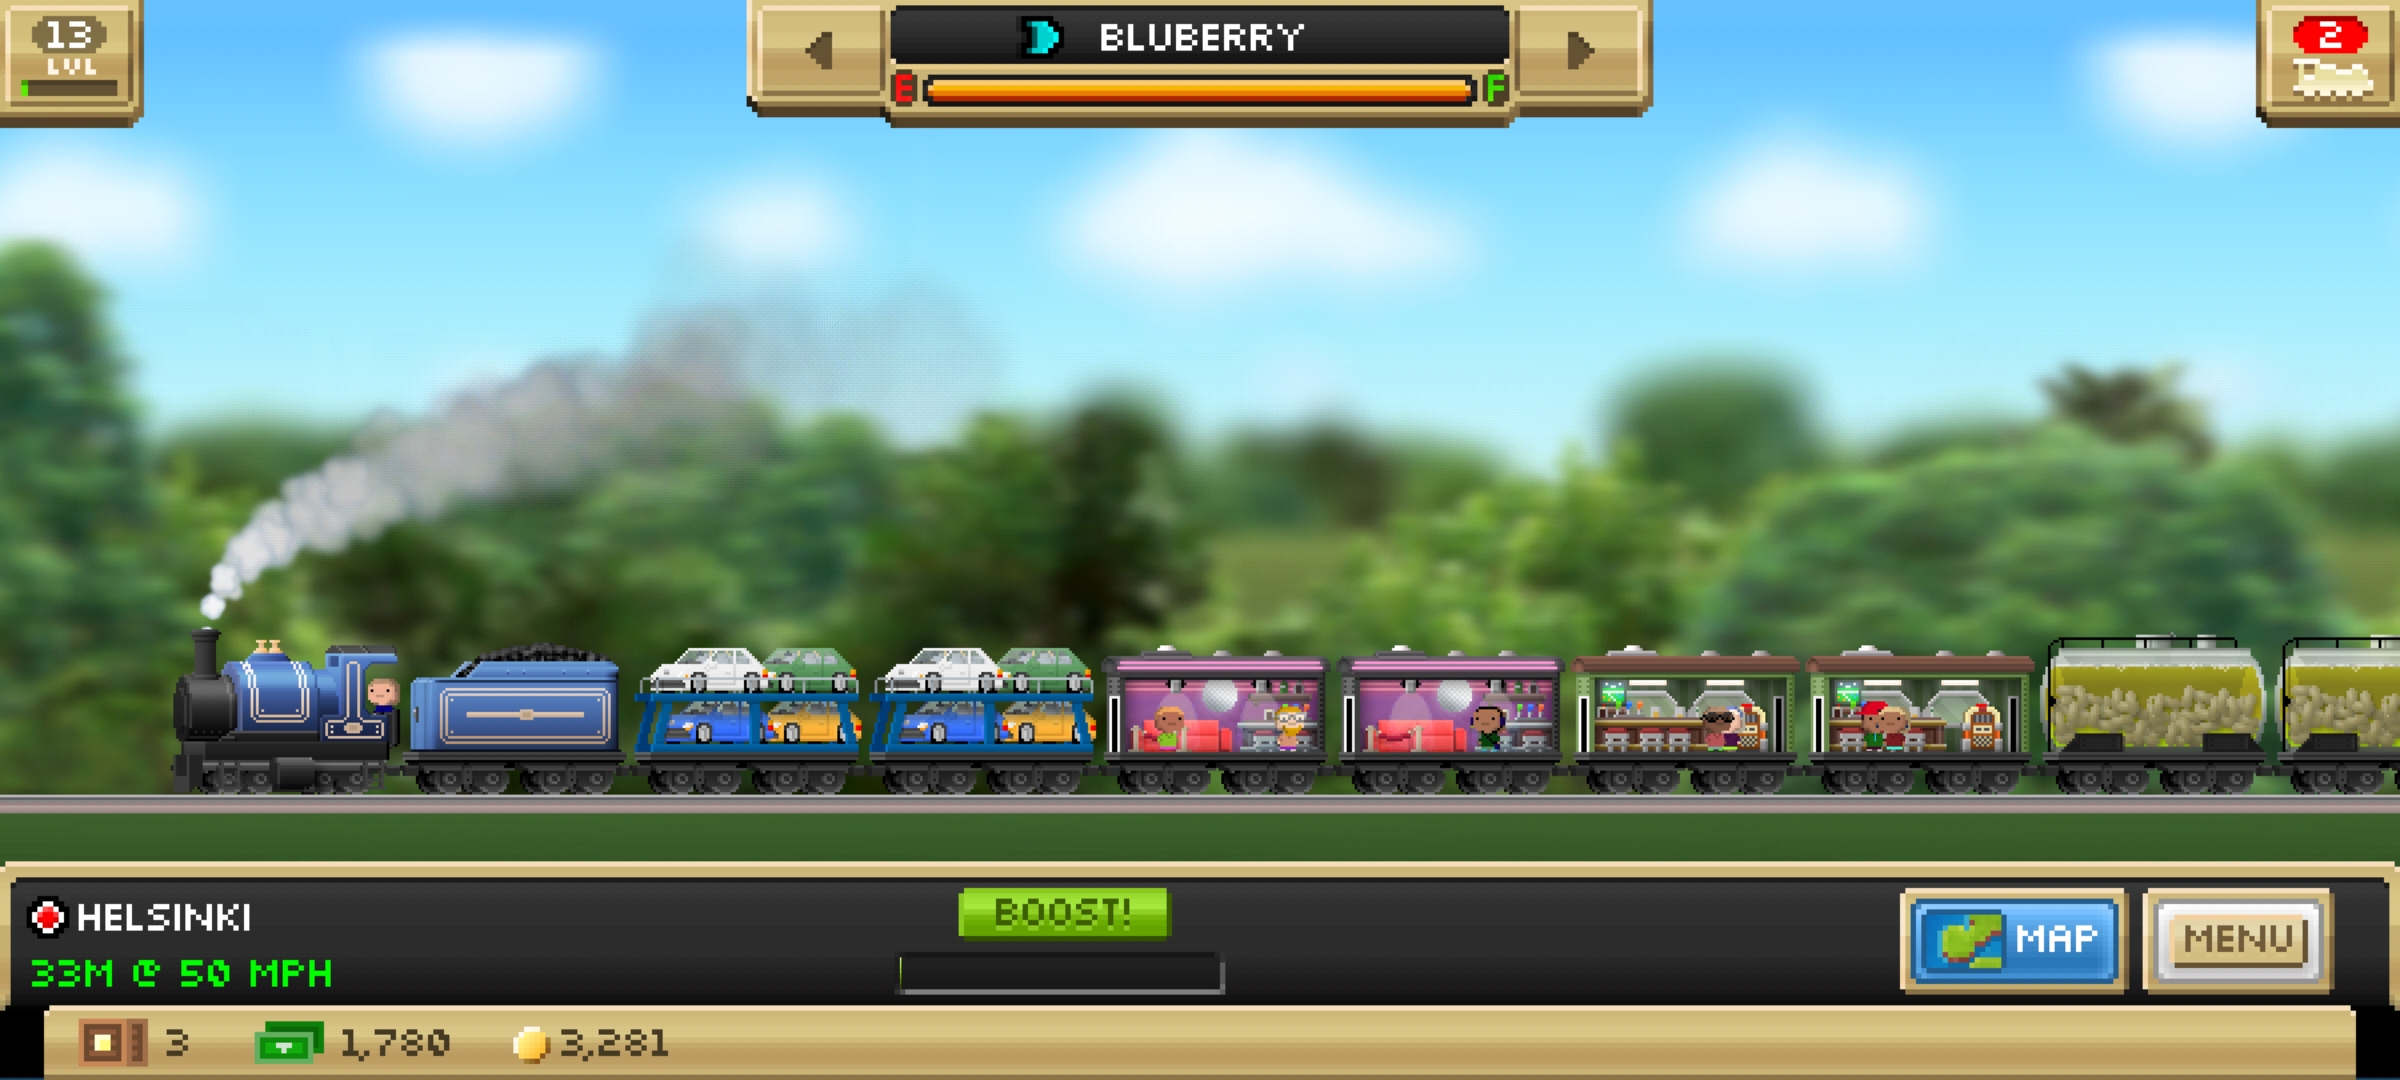 13
LVL
BLUBERRY
E F
2
HELSINKI
33M @ 50 MPH
BOOST!
MAP
MENU
3
1,780
3,281